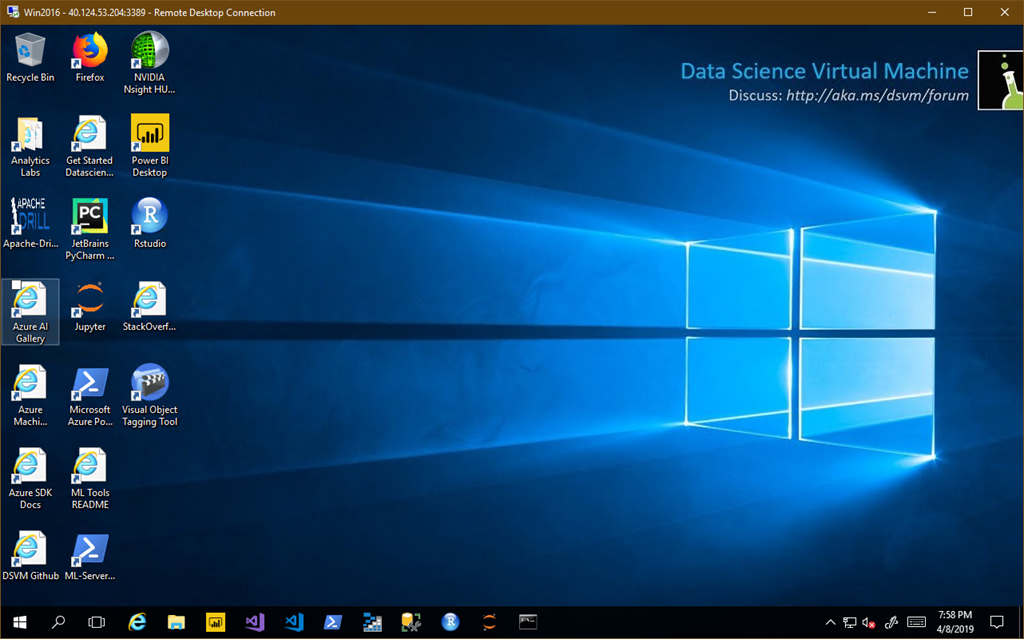 Win2016 - 40.124.53.204:3389 - Remote Desktop Connection
Data Science Virtual Machine
Discuss: http://aka.ms/dsvm/forum
Recycle Bin
Firefox
NVIDIA
Nsight HU...
Analytics
Labs
Get Started
Datascien...
Power BI
Desktop
APACHE
DRILL
Apache-Dri...
PC
JetBrains
PyCharm ...
R
Rstudio
Azure AI
Gallery
Jupyter
StackOverf...
Azure
Machi...
Microsoft
Azure Po...
Visual Object
Tagging Tool
Azure SDK
Docs
ML Tools
README
DSVM Github
ML-Server...
R
7:58 PM
4/8/2019